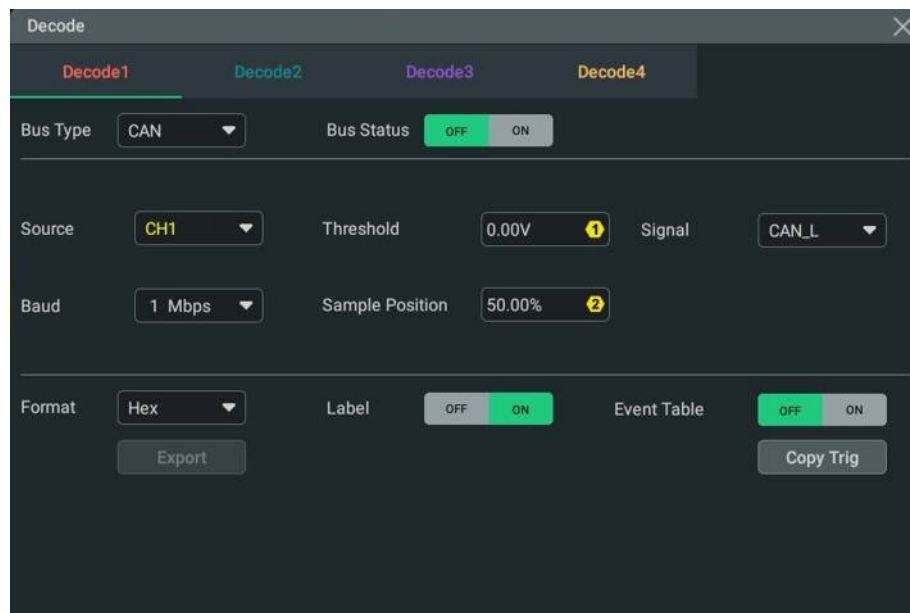 Decode
Decode1 Decode2 Decode3 Decode4
Bus Type CAN Bus Status OFF ON
Source CH1 Threshold 0.00V 1 Signal CAN_L
Baud 1 Mbps Sample Position 50.00% 2
Format Hex Label OFF ON Event Table OFF ON
Export Copy Trig